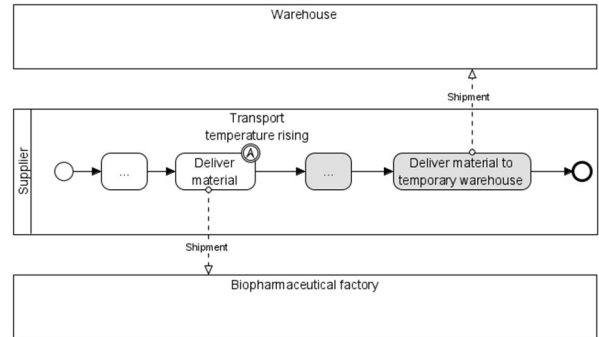 Warehouse
Shipment
Supplier
Transport
temperature rising
A
...
Deliver
material
...
Deliver material to
temporary warehouse
Shipment
Biopharmaceutical factory